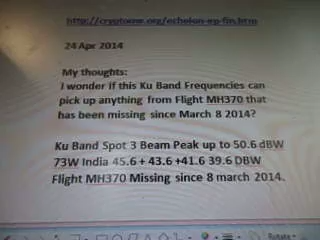 http://cryptome.org/echelon-ep-fin.htm
24 Apr 2014
My thoughts:
I wonder if this Ku Band Frequencies can
pick up anything from Flight MH370 that
has been missing since March 8 2014?
Ku Band Spot 3 Beam Peak up to 50.6 dBW
73W India 45.6 + 43.6 +41.6 39.6 DBW
Flight MH370 Missing since 8 march 2014.
Rotate